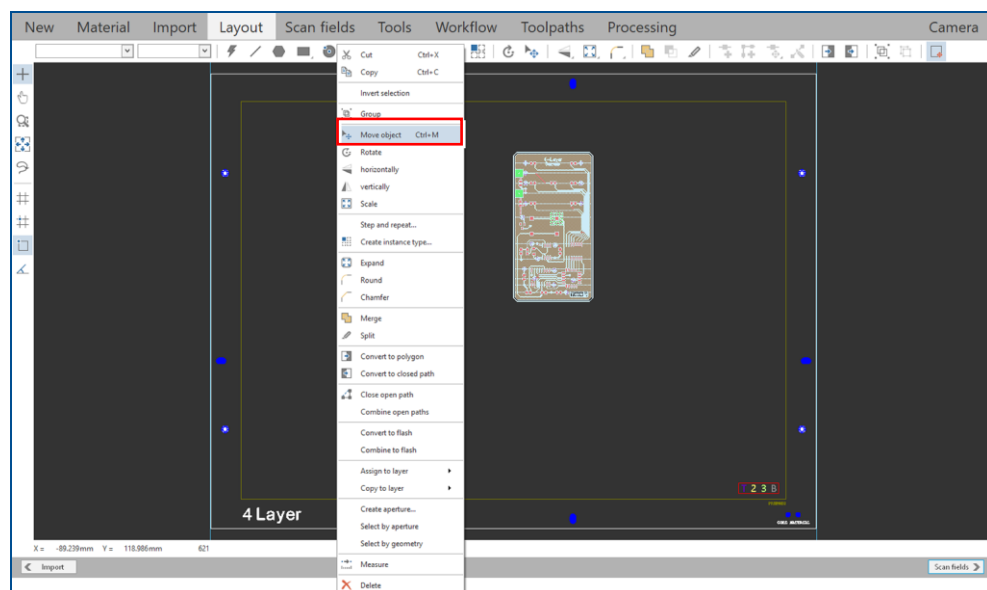 New Material Import Layout Scan fields Tools Workflow Toolpaths Processing Camera
Cut Ctrl+X
Copy Ctrl+C
Invert selection
Group
Move object Ctrl+M
Rotate
horizontally
vertically
Scale
Step and repeat...
Create instance type...
Expand
Round
Chamfer
Merge
Split
Convert to polygon
Convert to closed path
Close open path
Combine open paths
Convert to flash
Combine to flash
Assign to layer
Copy to layer
Create aperture...
Select by aperture
Select by geometry
Measure
Delete
2 3 B
4 Layer
X = -89.239mm Y = 118.986mm 621
Import Scan fields